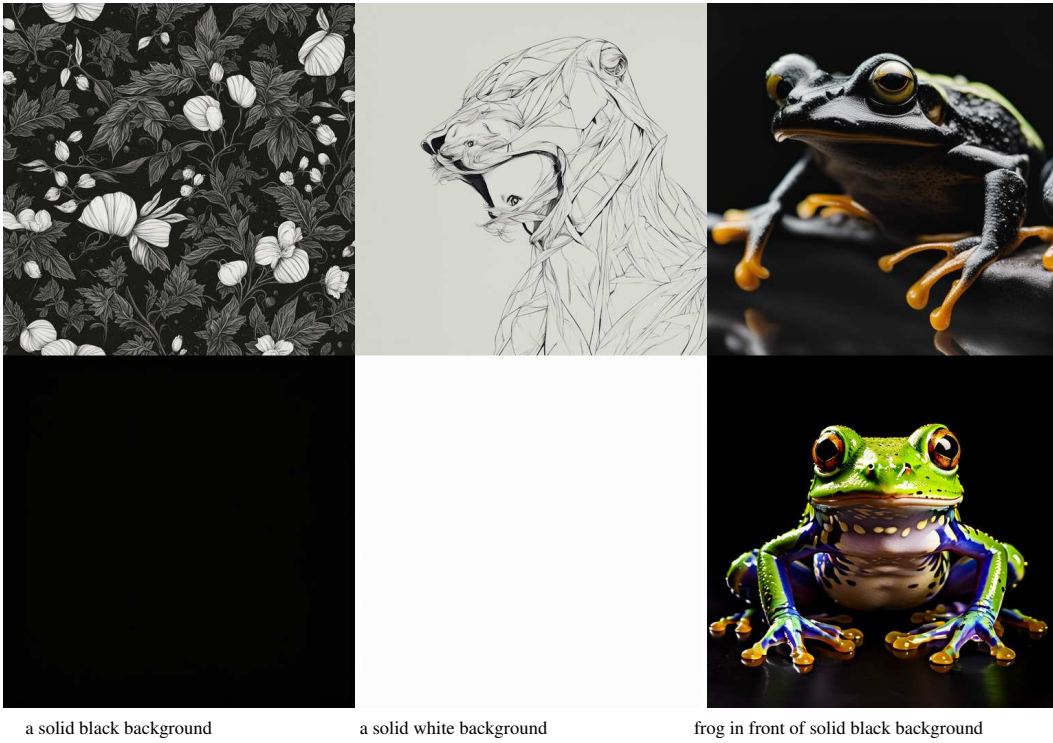 a solid black background
a solid white background
frog in front of solid black background